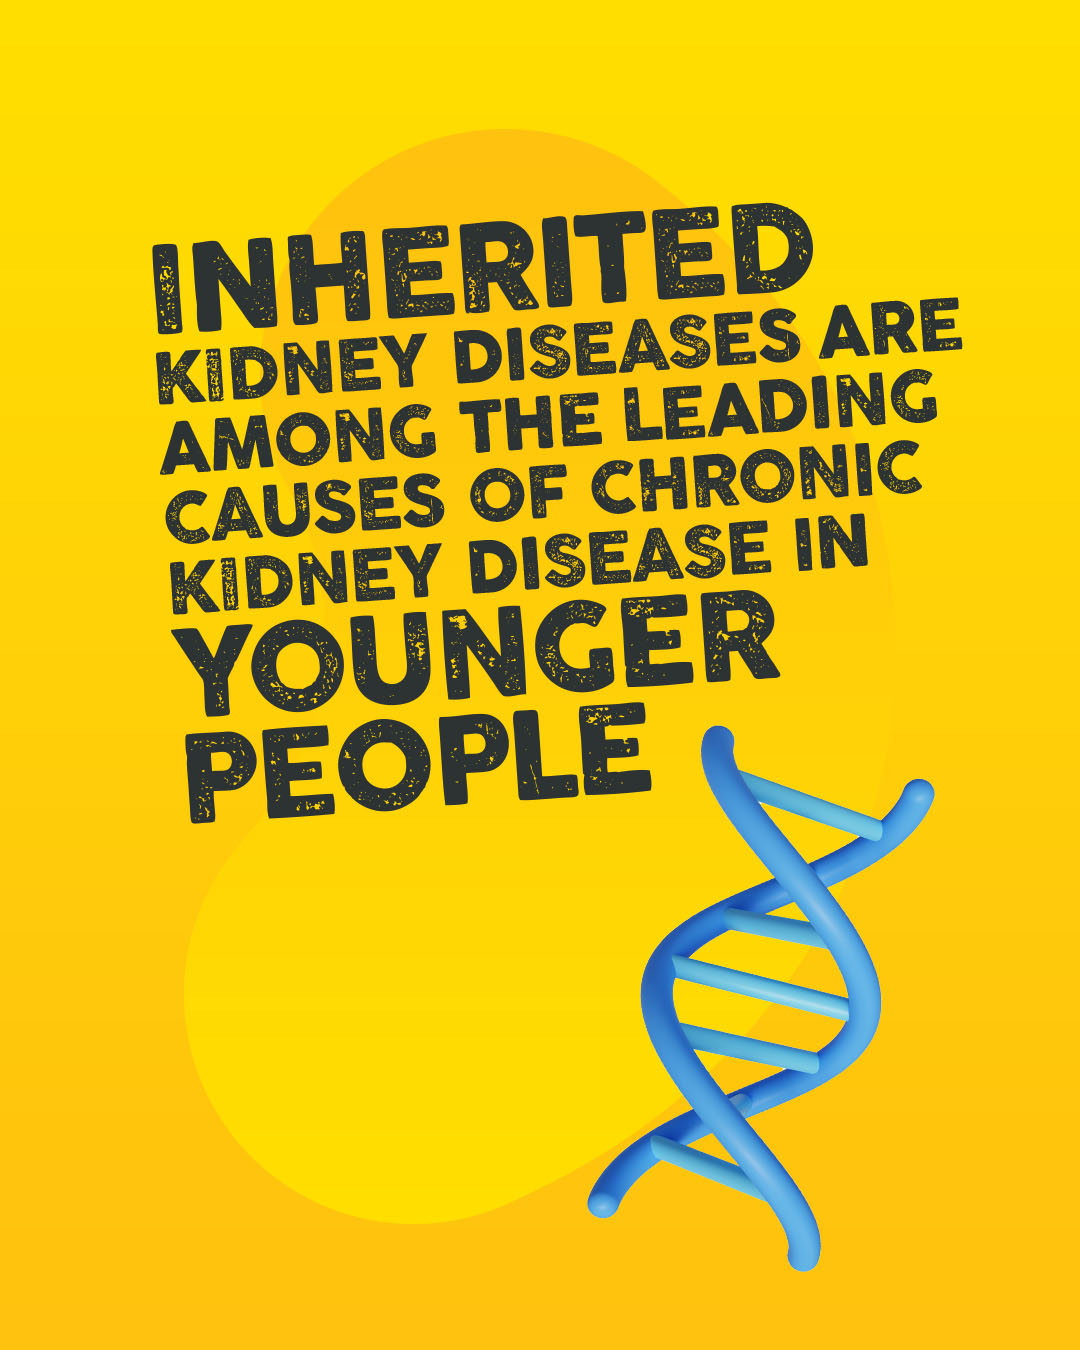 INHERITED
KIDNEY DISEASES ARE
AMONG THE LEADING
CAUSES OF CHRONIC
KIDNEY DISEASE IN
YOUNGER
PEOPLE